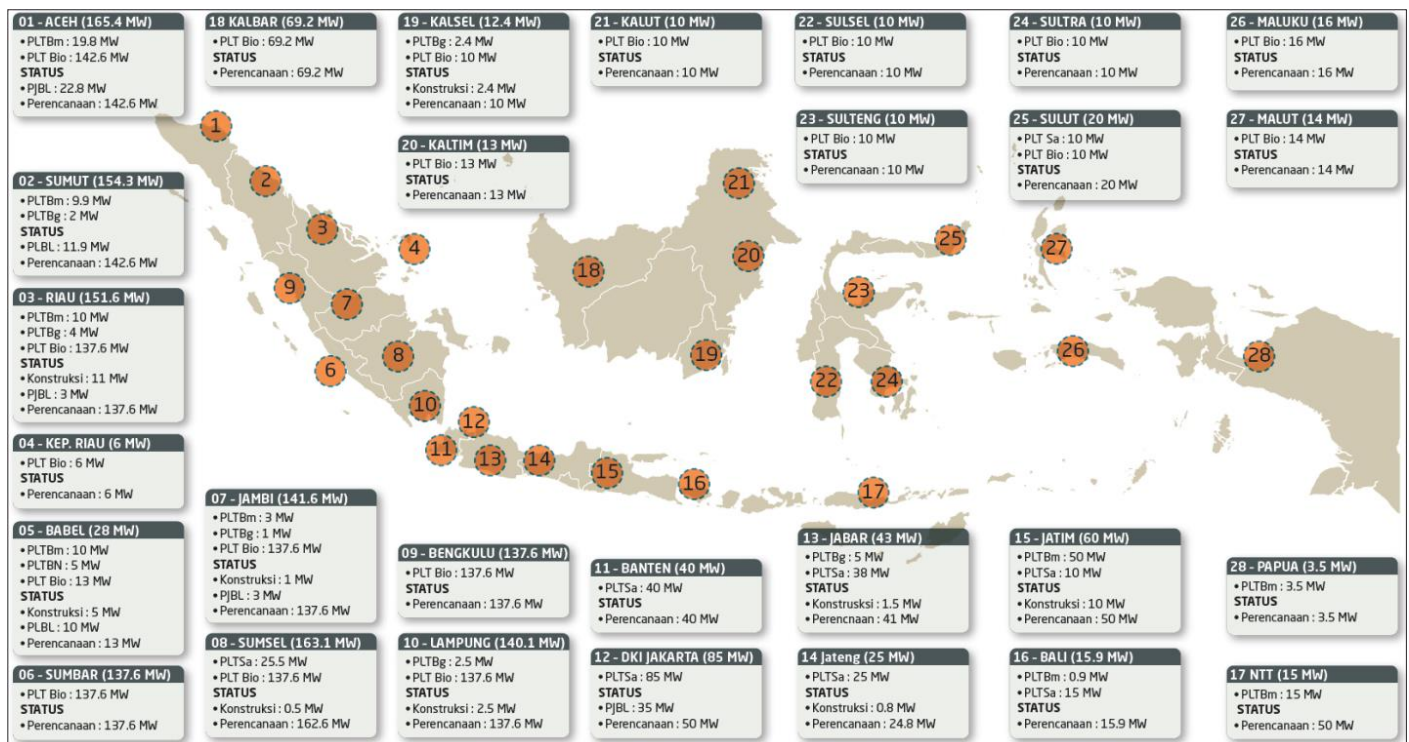 01 - ACEH (165.4 MW)
•PLTBm : 19.8 MW
•PLT Bio : 142.6 MW
STATUS
•PJBL : 22.8 MW
•Perencanaan : 142.6 MW
18 KALBAR (69.2 MW)
•PLT Bio : 69.2 MW
STATUS
•Perencanaan : 69.2 MW
19 - KALSEL (12.4 MW)
•PLTBg : 2.4 MW
•PLT Bio : 10 MW
STATUS
•Konstruksi : 2.4 MW
•Perencanaan : 10 MW
21 - KALUT (10 MW)
•PLT Bio : 10 MW
STATUS
•Perencanaan : 10 MW
22 - SULSEL (10 MW)
•PLT Bio : 10 MW
STATUS
•Perencanaan : 10 MW
24 - SULTRA (10 MW)
•PLT Bio : 10 MW
STATUS
•Perencanaan : 10 MW
26 - MALUKU (16 MW)
•PLT Bio : 16 MW
STATUS
•Perencanaan : 16 MW
20 - KALTIM (13 MW)
•PLT Bio : 13 MW
STATUS
•Perencanaan : 13 MW
23 - SULTENG (10 MW)
•PLT Bio : 10 MW
STATUS
•Perencanaan : 10 MW
25 - SULUT (20 MW)
•PLT Sa : 10 MW
•PLT Bio : 10 MW
STATUS
•Perencanaan : 20 MW
27 - MALUT (14 MW)
•PLT Bio : 14 MW
STATUS
•Perencanaan : 14 MW
02 - SUMUT (154.3 MW)
•PLTBm : 9.9 MW
•PLTBg : 2 MW
STATUS
•PLBL : 11.9 MW
•Perencanaan : 142.6 MW
03 - RIAU (151.6 MW)
•PLTBm : 10 MW
•PLTBg : 4 MW
•PLT Bio : 137.6 MW
STATUS
•Konstruksi : 11 MW
•PJBL : 3 MW
•Perencanaan : 137.6 MW
04 - KEP. RIAU (6 MW)
•PLT Bio : 6 MW
STATUS
•Perencanaan : 6 MW
05 - BABEL (28 MW)
•PLTBm : 10 MW
•PLTBN : 5 MW
•PLT Bio : 13 MW
STATUS
•Konstruksi : 5 MW
•PLBL : 10 MW
•Perencanaan : 13 MW
06 - SUMBAR (137.6 MW)
•PLT Bio : 137.6 MW
STATUS
•Perencanaan : 137.6 MW
07 - JAMBI (141.6 MW)
•PLTBm : 3 MW
•PLTBg : 1 MW
•PLT Bio : 137.6 MW
STATUS
•Konstruksi : 1 MW
•PJBL : 3 MW
•Perencanaan : 137.6 MW
08 - SUMSEL (163.1 MW)
•PLTSa : 25.5 MW
•PLT Bio : 137.6 MW
STATUS
•Konstruksi : 0.5 MW
•Perencanaan : 162.6 MW
09 - BENGKULU (137.6 MW)
•PLT Bio : 137.6 MW
STATUS
•Perencanaan : 137.6 MW
10 - LAMPUNG (140.1 MW)
•PLTBg : 2.5 MW
•PLT Bio : 137.6 MW
STATUS
•Konstruksi : 2.5 MW
•Perencanaan : 137.6 MW
11 - BANTEN (40 MW)
•PLTSa : 40 MW
STATUS
•Perencanaan : 40 MW
12 - DKI JAKARTA (85 MW)
•PLTSa : 85 MW
STATUS
•PJBL : 35 MW
•Perencanaan : 50 MW
13 - JABAR (43 MW)
•PLTBg : 5 MW
•PLTSa : 38 MW
STATUS
•Konstruksksi : 1.5 MW
•Perencnaan : 41 MW
14 Jateng (25 MW)
•PLTSa : 25 MW
STATUS
•Konstruksi : 0.8 MW
•Perencanaan : 24.8 MW
15 - JATIM (60 MW)
•PLTBm : 50 MW
•PLTSa : 10 MW
STATUS
•Konstruksi : 10 MW
•Perencanaan : 50 MW
16 - BALI (15.9 MW)
•PLTBm : 0.9 MW
•PLTSa : 15 MW
STATUS
•Perencanaan : 15.9 MW
28 - PAPUA (3.5 MW)
•PLTBm : 3.5 MW
STATUS
•Perencanaan : 3.5 MW
17 NTT (15 MW)
•PLTBm : 15 MW
STATUS
•Perencanaan : 50 MW
1
2
3
4
9
7
8
6
10
12
11
13
14
15
16
17
18
19
20
21
22
23
24
25
26
27
28